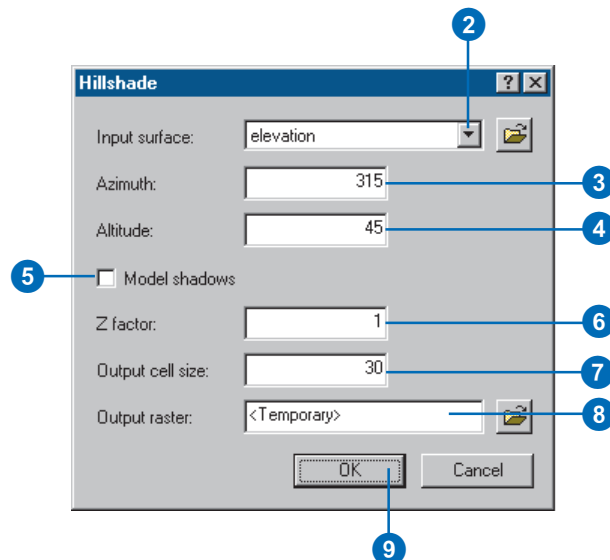 2
Hillshade
Input surface: elevation
Azimuth: 315 3
Altitude: 45 4
5 Model shadows
Z factor: 1 6
Output cell size: 30 7
Output raster: <Temporary> 8
OK Cancel
9